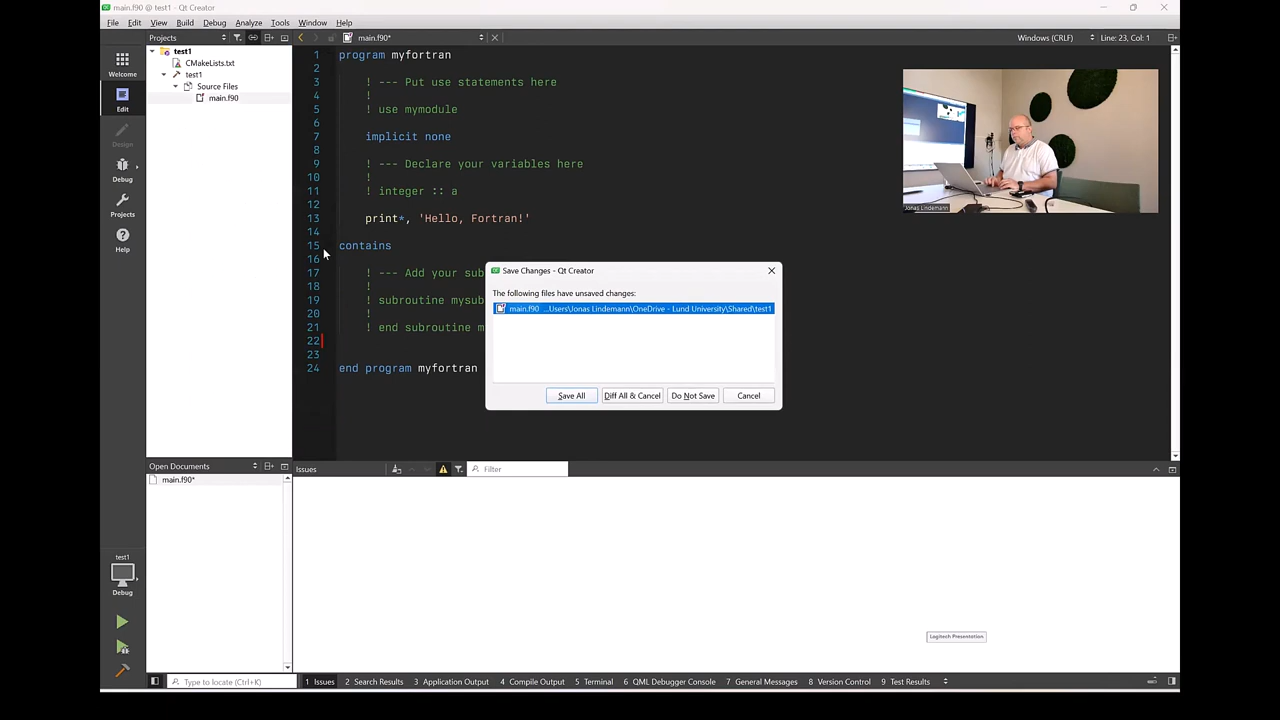 main.f90 @ test1 - Qt Creator
File Edit View Build Debug Analyze Tools Window Help
Projects
main.f90*
Windows (CRLF)
Line: 23, Col: 1
test1
CMakeLists.txt
test1
Source Files
main.f90
Welcome
Edit
Design
Debug
Projects
Help
1 program myfortran
2
3 ! --- Put use statements here
4 !
5 ! use mymodule
6
7 implicit none
8
9 ! --- Declare your variables here
10 !
11 ! integer :: a
12
13 print*, 'Hello, Fortran!'
14
15 contains
16
17 ! --- Add your sub
18 !
19 ! subroutine mysub
20 !
21 ! end subroutine m
22
23
24 end program myfortran
Jonas Lindemann
Save Changes - Qt Creator
The following files have unsaved changes:
main.f90 ...Users\Jonas Lindemann\OneDrive - Lund University\Shared\test1
Save All
Diff All & Cancel
Do Not Save
Cancel
Open Documents
main.f90*
Issues
Filter
test1
Debug
Logitech Presentation
Type to locate (Ctrl+K)
1 Issues 2 Search Results 3 Application Output 4 Compile Output 5 Terminal 6 QML Debugger Console 7 General Messages 8 Version Control 9 Test Results